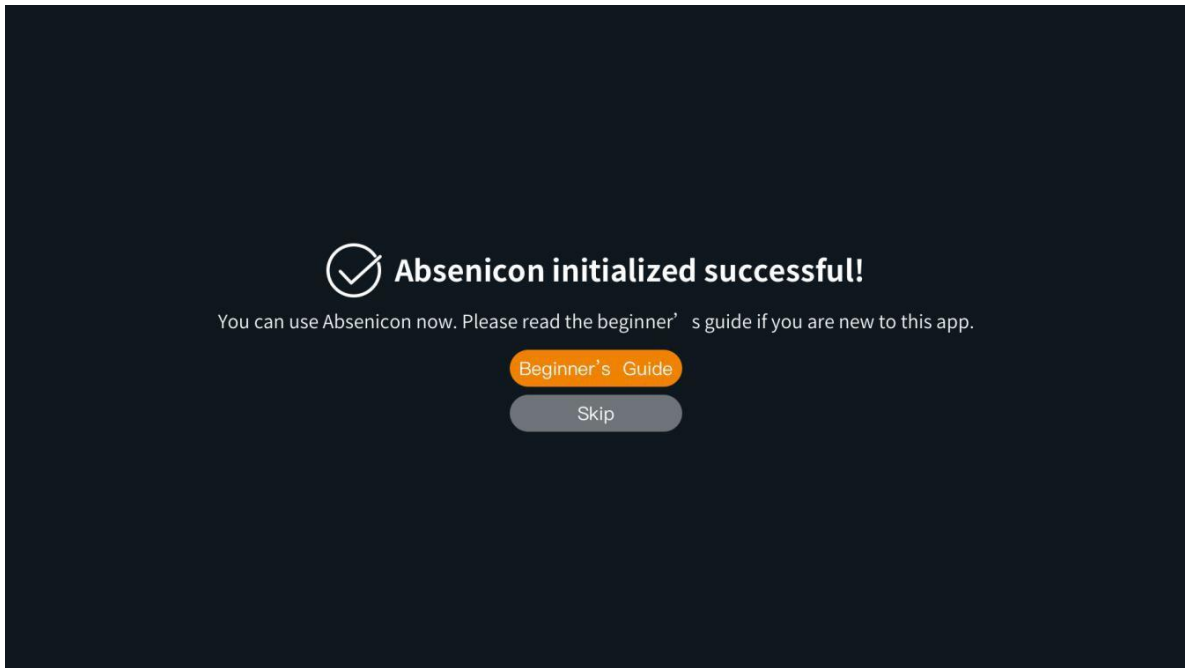 Absenicon initialized successful!
You can use Absenicon now. Please read the beginner’ s guide if you are new to this app.
Beginner’s Guide
Skip